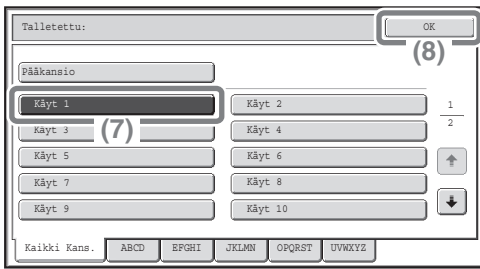 Talletettu:
OK
(8)
Pääkansio
Käyt 1
Käyt 2
1
(7)
Käyt 3
Käyt 4
2
Käyt 5
Käyt 6
Käyt 7
Käyt 8
Käyt 9
Käyt 10
Kaikki Kans.
ABCD
EFGHI
JKLMN
OPQRST
UVWXYZ